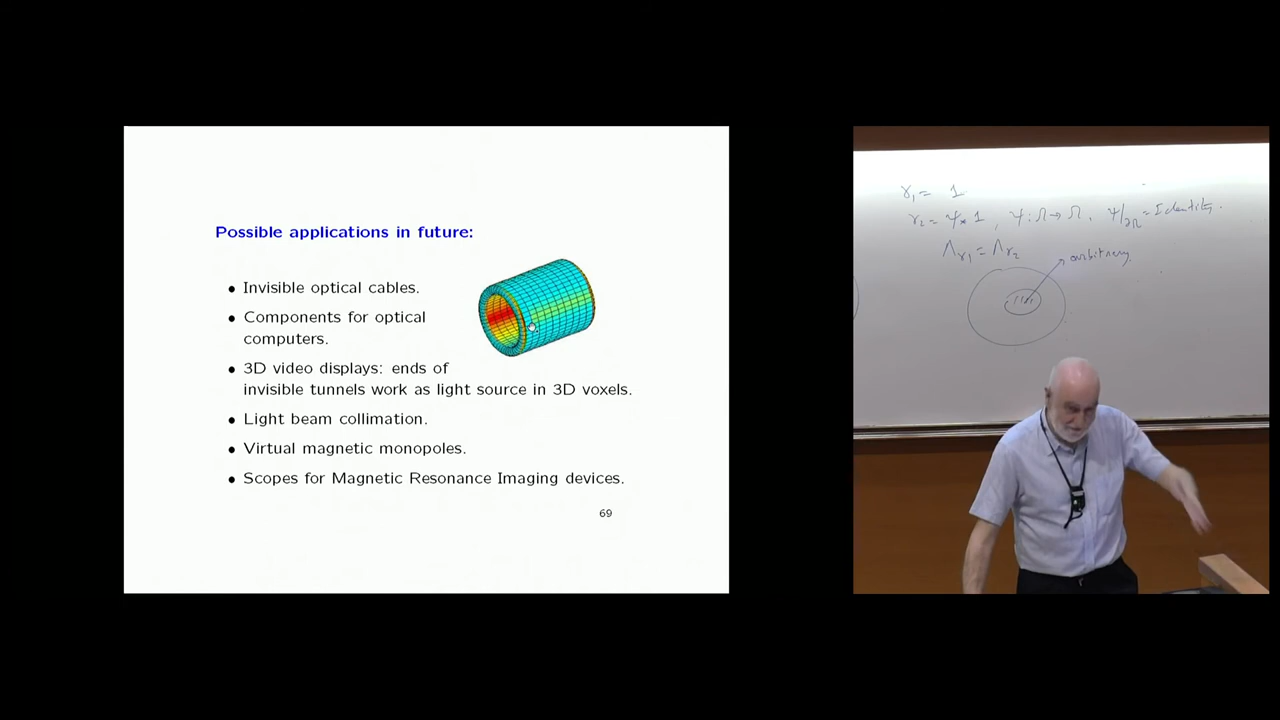 Possible applications in future:
• Invisible optical cables.
• Components for optical
computers.
• 3D video displays: ends of
invisible tunnels work as light source in 3D voxels.
• Light beam collimation.
• Virtual magnetic monopoles.
• Scopes for Magnetic Resonance Imaging devices.
69
γ₁ = 1
γ₂ = Ψ* 1, Ψ: Ω → Ω, Ψ/∂Ω = Identity.
Λγ₁ = Λγ₂
arbitrary